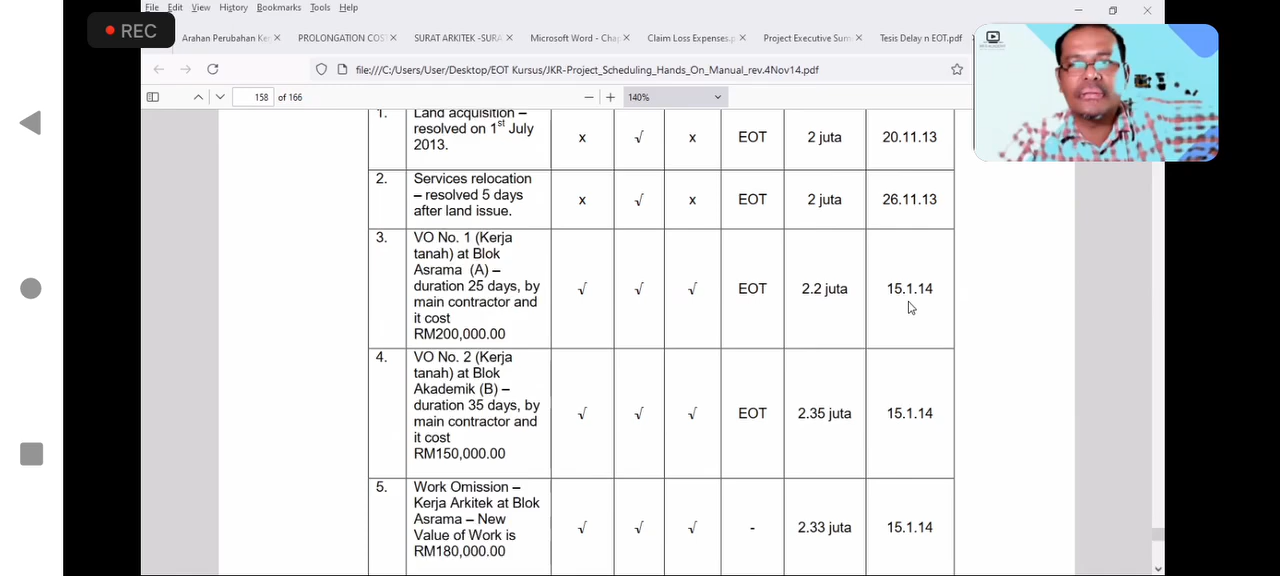 File Edit View History Bookmarks Tools Help
REC
Arahan Perubahan Ke
PROLONGATION COS
SURAT ARKITEK -SURA
Microsoft Word - Cha
Claim Loss Expenses.p
Project Executive Sum
Tesis Delay n EOT.pdf
file:///C:/Users/User/Desktop/EOT Kursus/JKR-Project_Scheduling_Hands_On_Manual_rev.4Nov14.pdf
158 of 166
140%
1. Land acquisition –
resolved on 1st July
2013.
x √ x EOT 2 juta 20.11.13
2. Services relocation
– resolved 5 days
after land issue.
x √ x EOT 2 juta 26.11.13
3. VO No. 1 (Kerja
tanah) at Blok
Asrama (A) –
duration 25 days, by
main contractor and
it cost
RM200,000.00
√ √ √ EOT 2.2 juta 15.1.14
4. VO No. 2 (Kerja
tanah) at Blok
Akademik (B) –
duration 35 days, by
main contractor and
it cost
RM150,000.00
√ √ √ EOT 2.35 juta 15.1.14
5. Work Omission –
Kerja Arkitek at Blok
Asrama – New
Value of Work is
RM180,000.00
√ √ √ - 2.33 juta 15.1.14